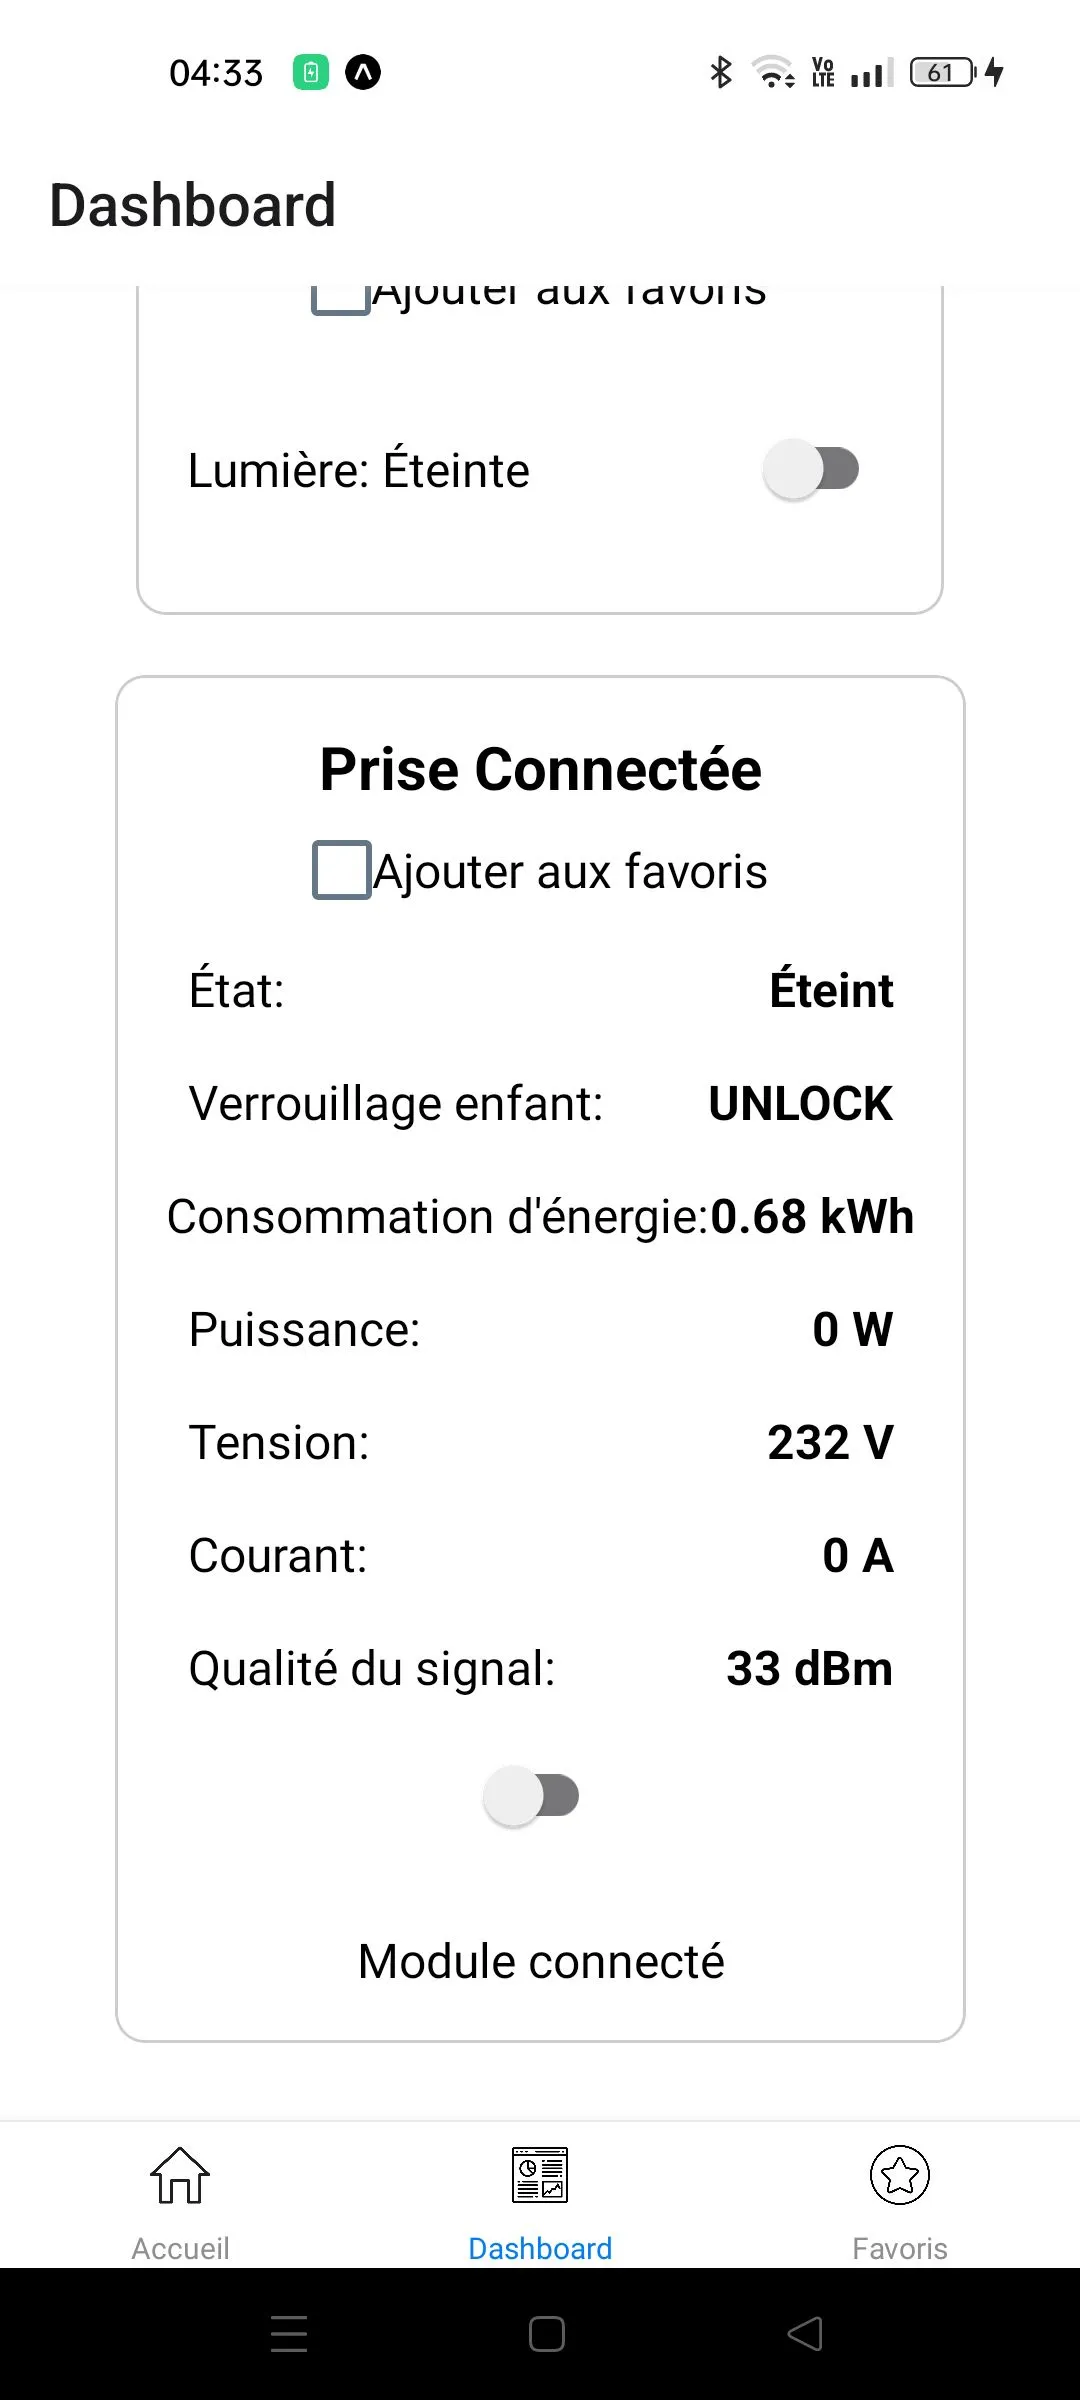 04:33
Vo
LTE
61
Dashboard
Ajouter aux favoris
Lumière: Éteinte
Prise Connectée
Ajouter aux favoris
État: Éteint
Verrouillage enfant: UNLOCK
Consommation d'énergie:0.68 kWh
Puissance: 0 W
Tension: 232 V
Courant: 0 A
Qualité du signal: 33 dBm
Module connecté
Accueil Dashboard Favoris